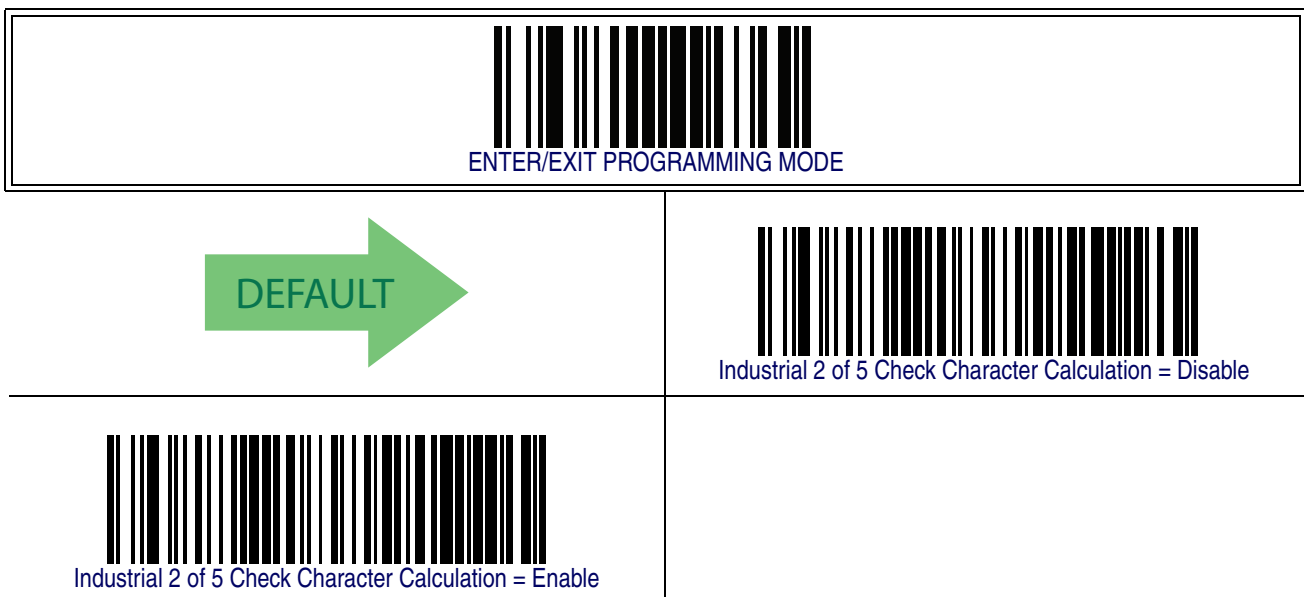 ENTER/EXIT PROGRAMMING MODE
DEFAULT
Industrial 2 of 5 Check Character Calculation = Disable
Industrial 2 of 5 Check Character Calculation = Enable